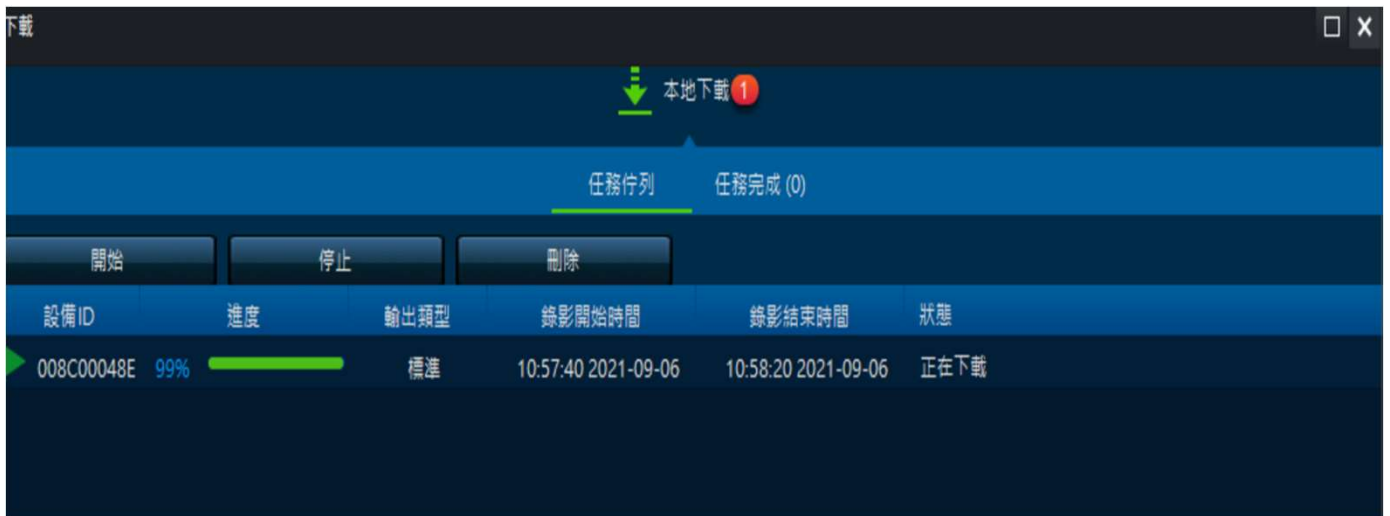 下載
本地下載 1
任務佇列 任務完成 (0)
開始 停止 刪除
設備ID 進度 輸出類型 錄影開始時間 錄影結束時間 狀態
008C00048E 99% 標準 10:57:40 2021-09-06 10:58:20 2021-09-06 正在下載